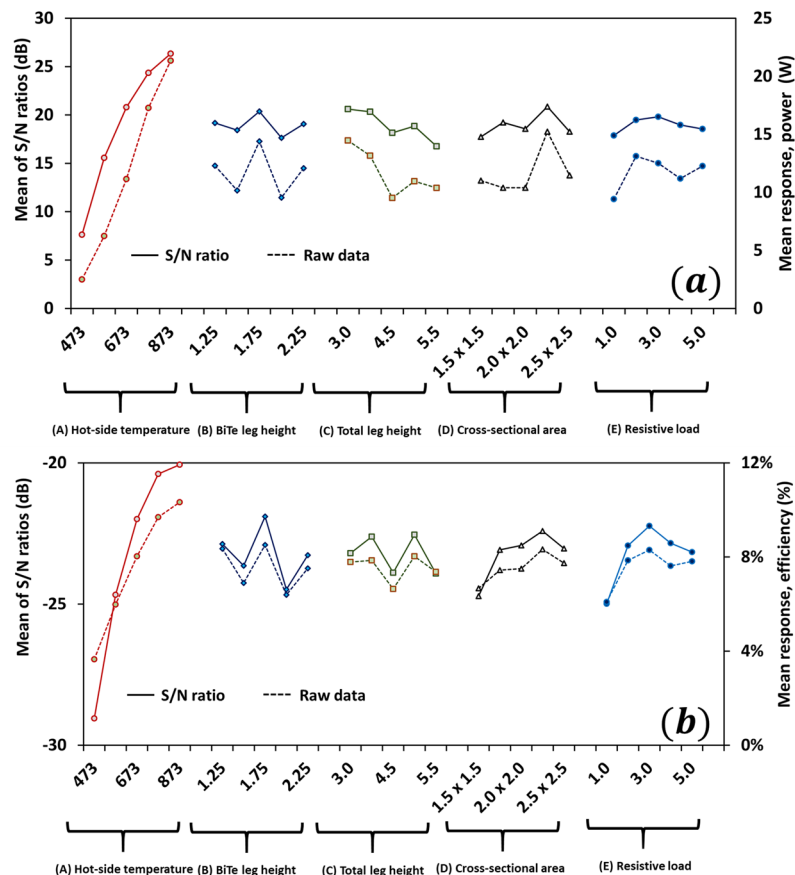 30
25
20
15
10
5
0
Mean of S/N ratios (dB)
25
20
15
10
5
0
Mean response, power (W)
S/N ratio
Raw data
(a)
473
673
873
1.25
1.75
2.25
3.0
4.5
5.5
1.5 x 1.5
2.0 x 2.0
2.5 x 2.5
1.0
3.0
5.0
(A) Hot-side temperature
(B) BiTe leg height
(C) Total leg height
(D) Cross-sectional area
(E) Resistive load
-20
-25
-30
Mean of S/N ratios (dB)
12%
8%
4%
0%
Mean response, efficiency (%)
S/N ratio
Raw data
(b)
473
673
873
1.25
1.75
2.25
3.0
4.5
5.5
1.5 x 1.5
2.0 x 2.0
2.5 x 2.5
1.0
3.0
5.0
(A) Hot-side temperature
(B) BiTe leg height
(C) Total leg height
(D) Cross-sectional area
(E) Resistive load